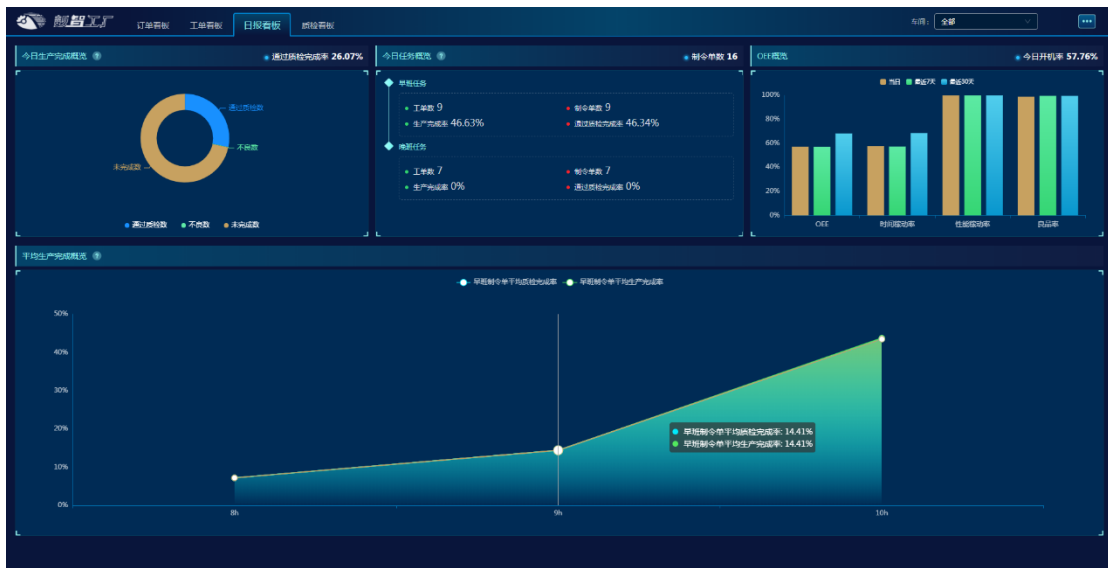 智工厂
订单看板 工单看板 日报看板 质检看板
车间: 全部
今日生产完成概览 ?
通过质检完成率 26.07%
通过质检数
不良数
未完成数
通过质检数 不良数 未完成数
今日任务概览 ?
制令单数 16
早班任务
工单数 9 制令单数 9
生产完成率 46.63% 通过质检完成率 46.34%
晚班任务
工单数 7 制令单数 7
生产完成率 0% 通过质检完成率 0%
OEE概览
今日开机率 57.76%
当日 最近7天 最近30天
100%
80%
60%
40%
20%
0%
OEE 时间稼动率 性能稼动率 良品率
平均生产完成概览 ?
早班制令单平均质检完成率 早班制令单平均生产完成率
50%
40%
30%
20%
10%
0%
早班制令单平均质检完成率: 14.41%
早班制令单平均生产完成率: 14.41%
8h 9h 10h